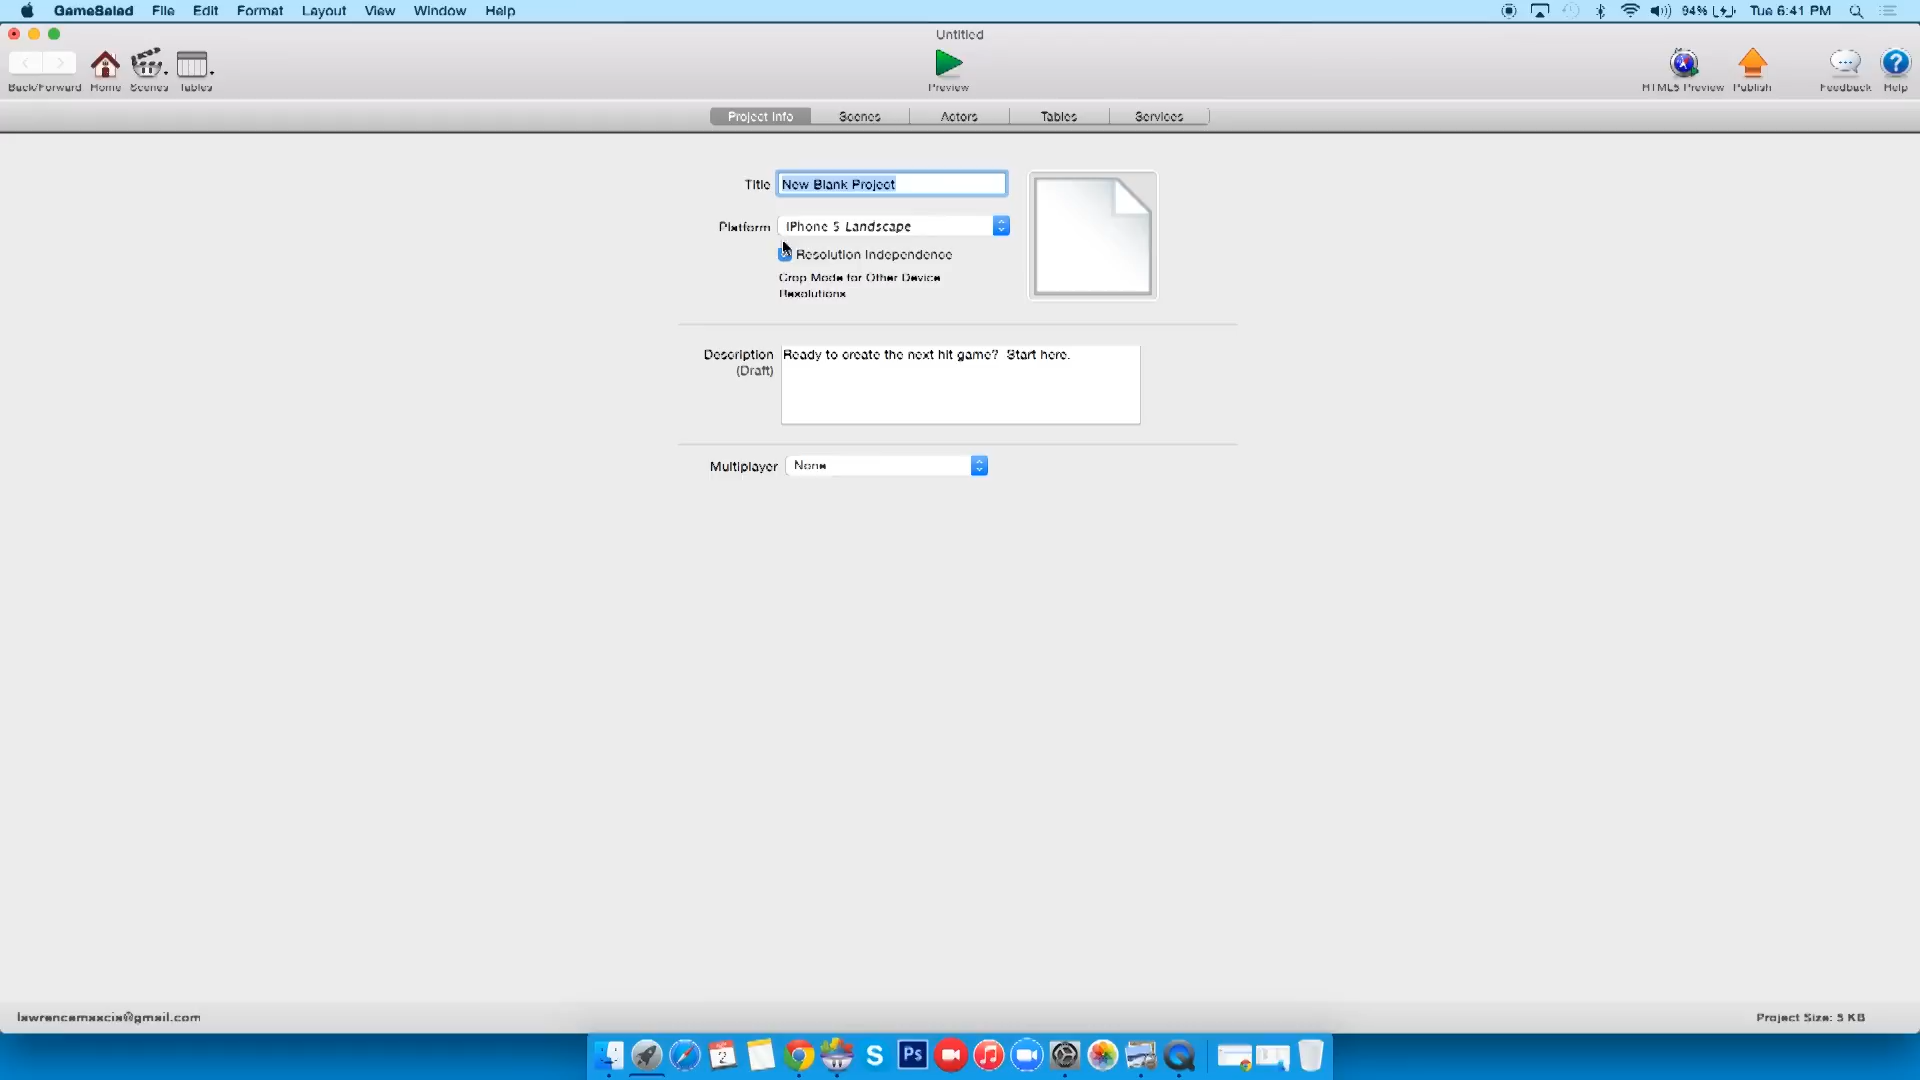 GameSalad File Edit Format Layout View Window Help 94% Tue 6:41 PM
Untitled
Back/Forward Home Scenes Tables Preview HTML5 Preview Publish Feedback Help
Project Info Scenes Actors Tables Services
Title New Blank Project
Platform iPhone 5 Landscape
Resolution Independence
Crop Mode for Other Device
Resolutions
Description Ready to create the next hit game? Start here.
(Draft)
Multiplayer None
Project Size: 5 KB
2
S Ps